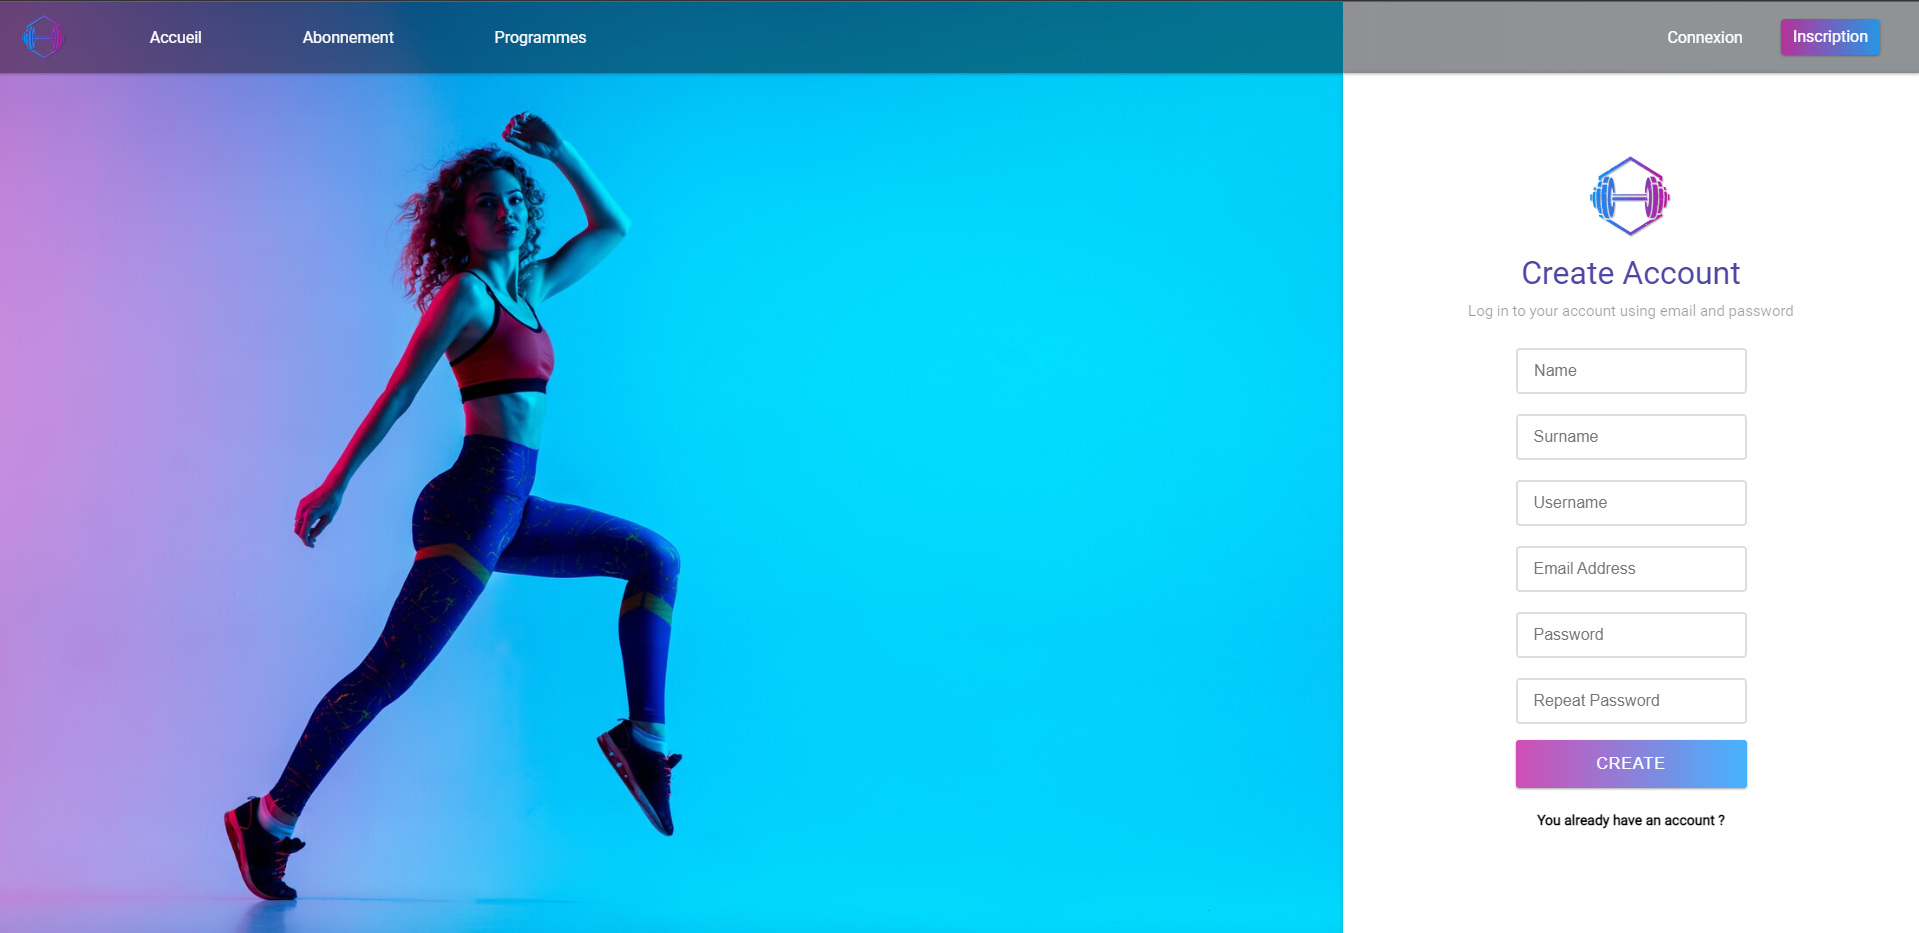 Accueil
Abonnement
Programmes
Connexion
Inscription
Create Account
Log in to your account using email and password
Name
Surname
Username
Email Address
Password
Repeat Password
CREATE
You already have an account ?